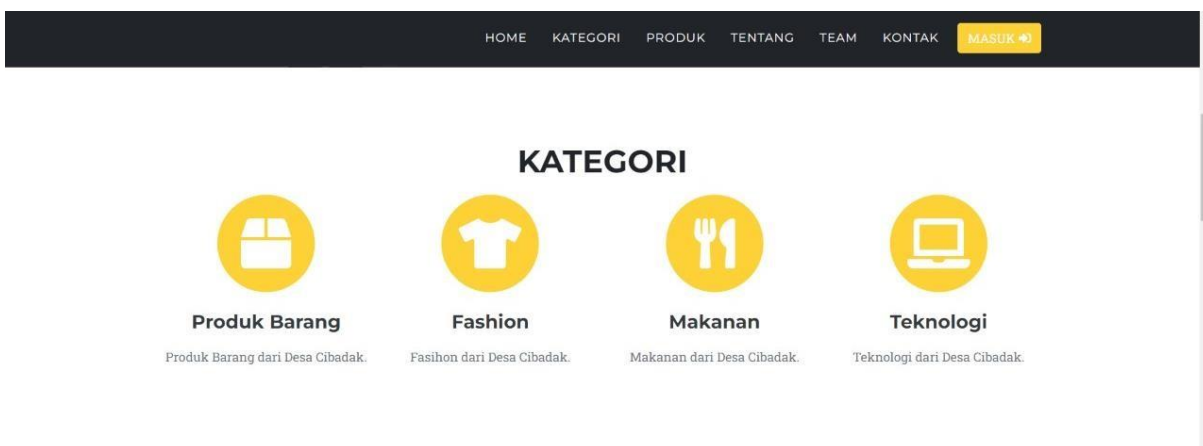 HOME KATEGORI PRODUK TENTANG TEAM KONTAK MASUK
KATEGORI
Produk Barang Fashion Makanan Teknologi
Produk Barang dari Desa Cibadak. Fasihon dari Desa Cibadak. Makanan dari Desa Cibadak. Teknologi dari Desa Cibadak.